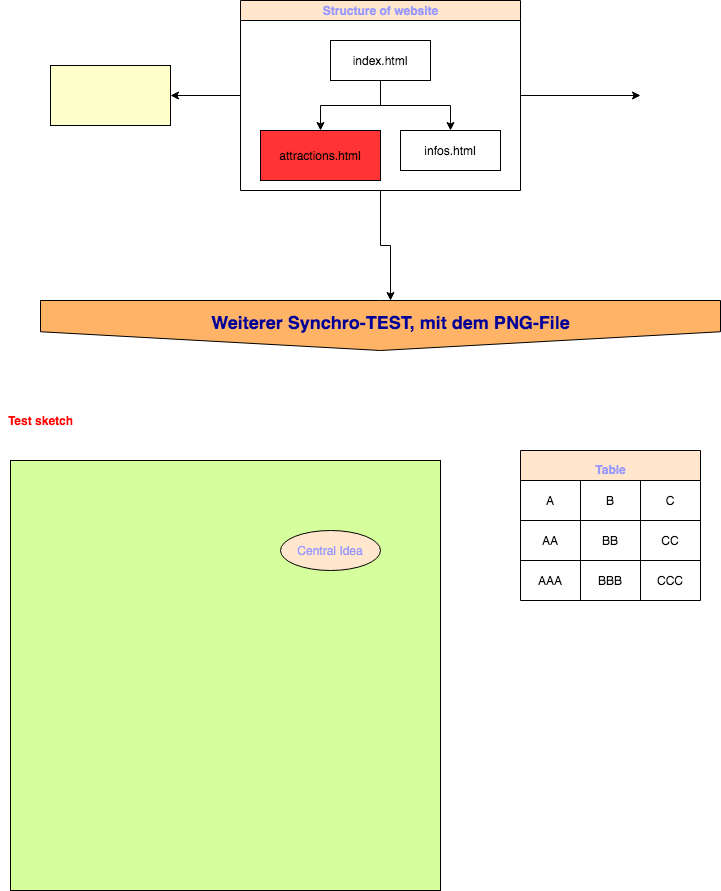 Structure of website
index.html
attractions.html
infos.html
Weiterer Synchro-TEST, mit dem PNG-File
Test sketch
Central Idea
Table
A B C
AA BB CC
AAA BBB CCC